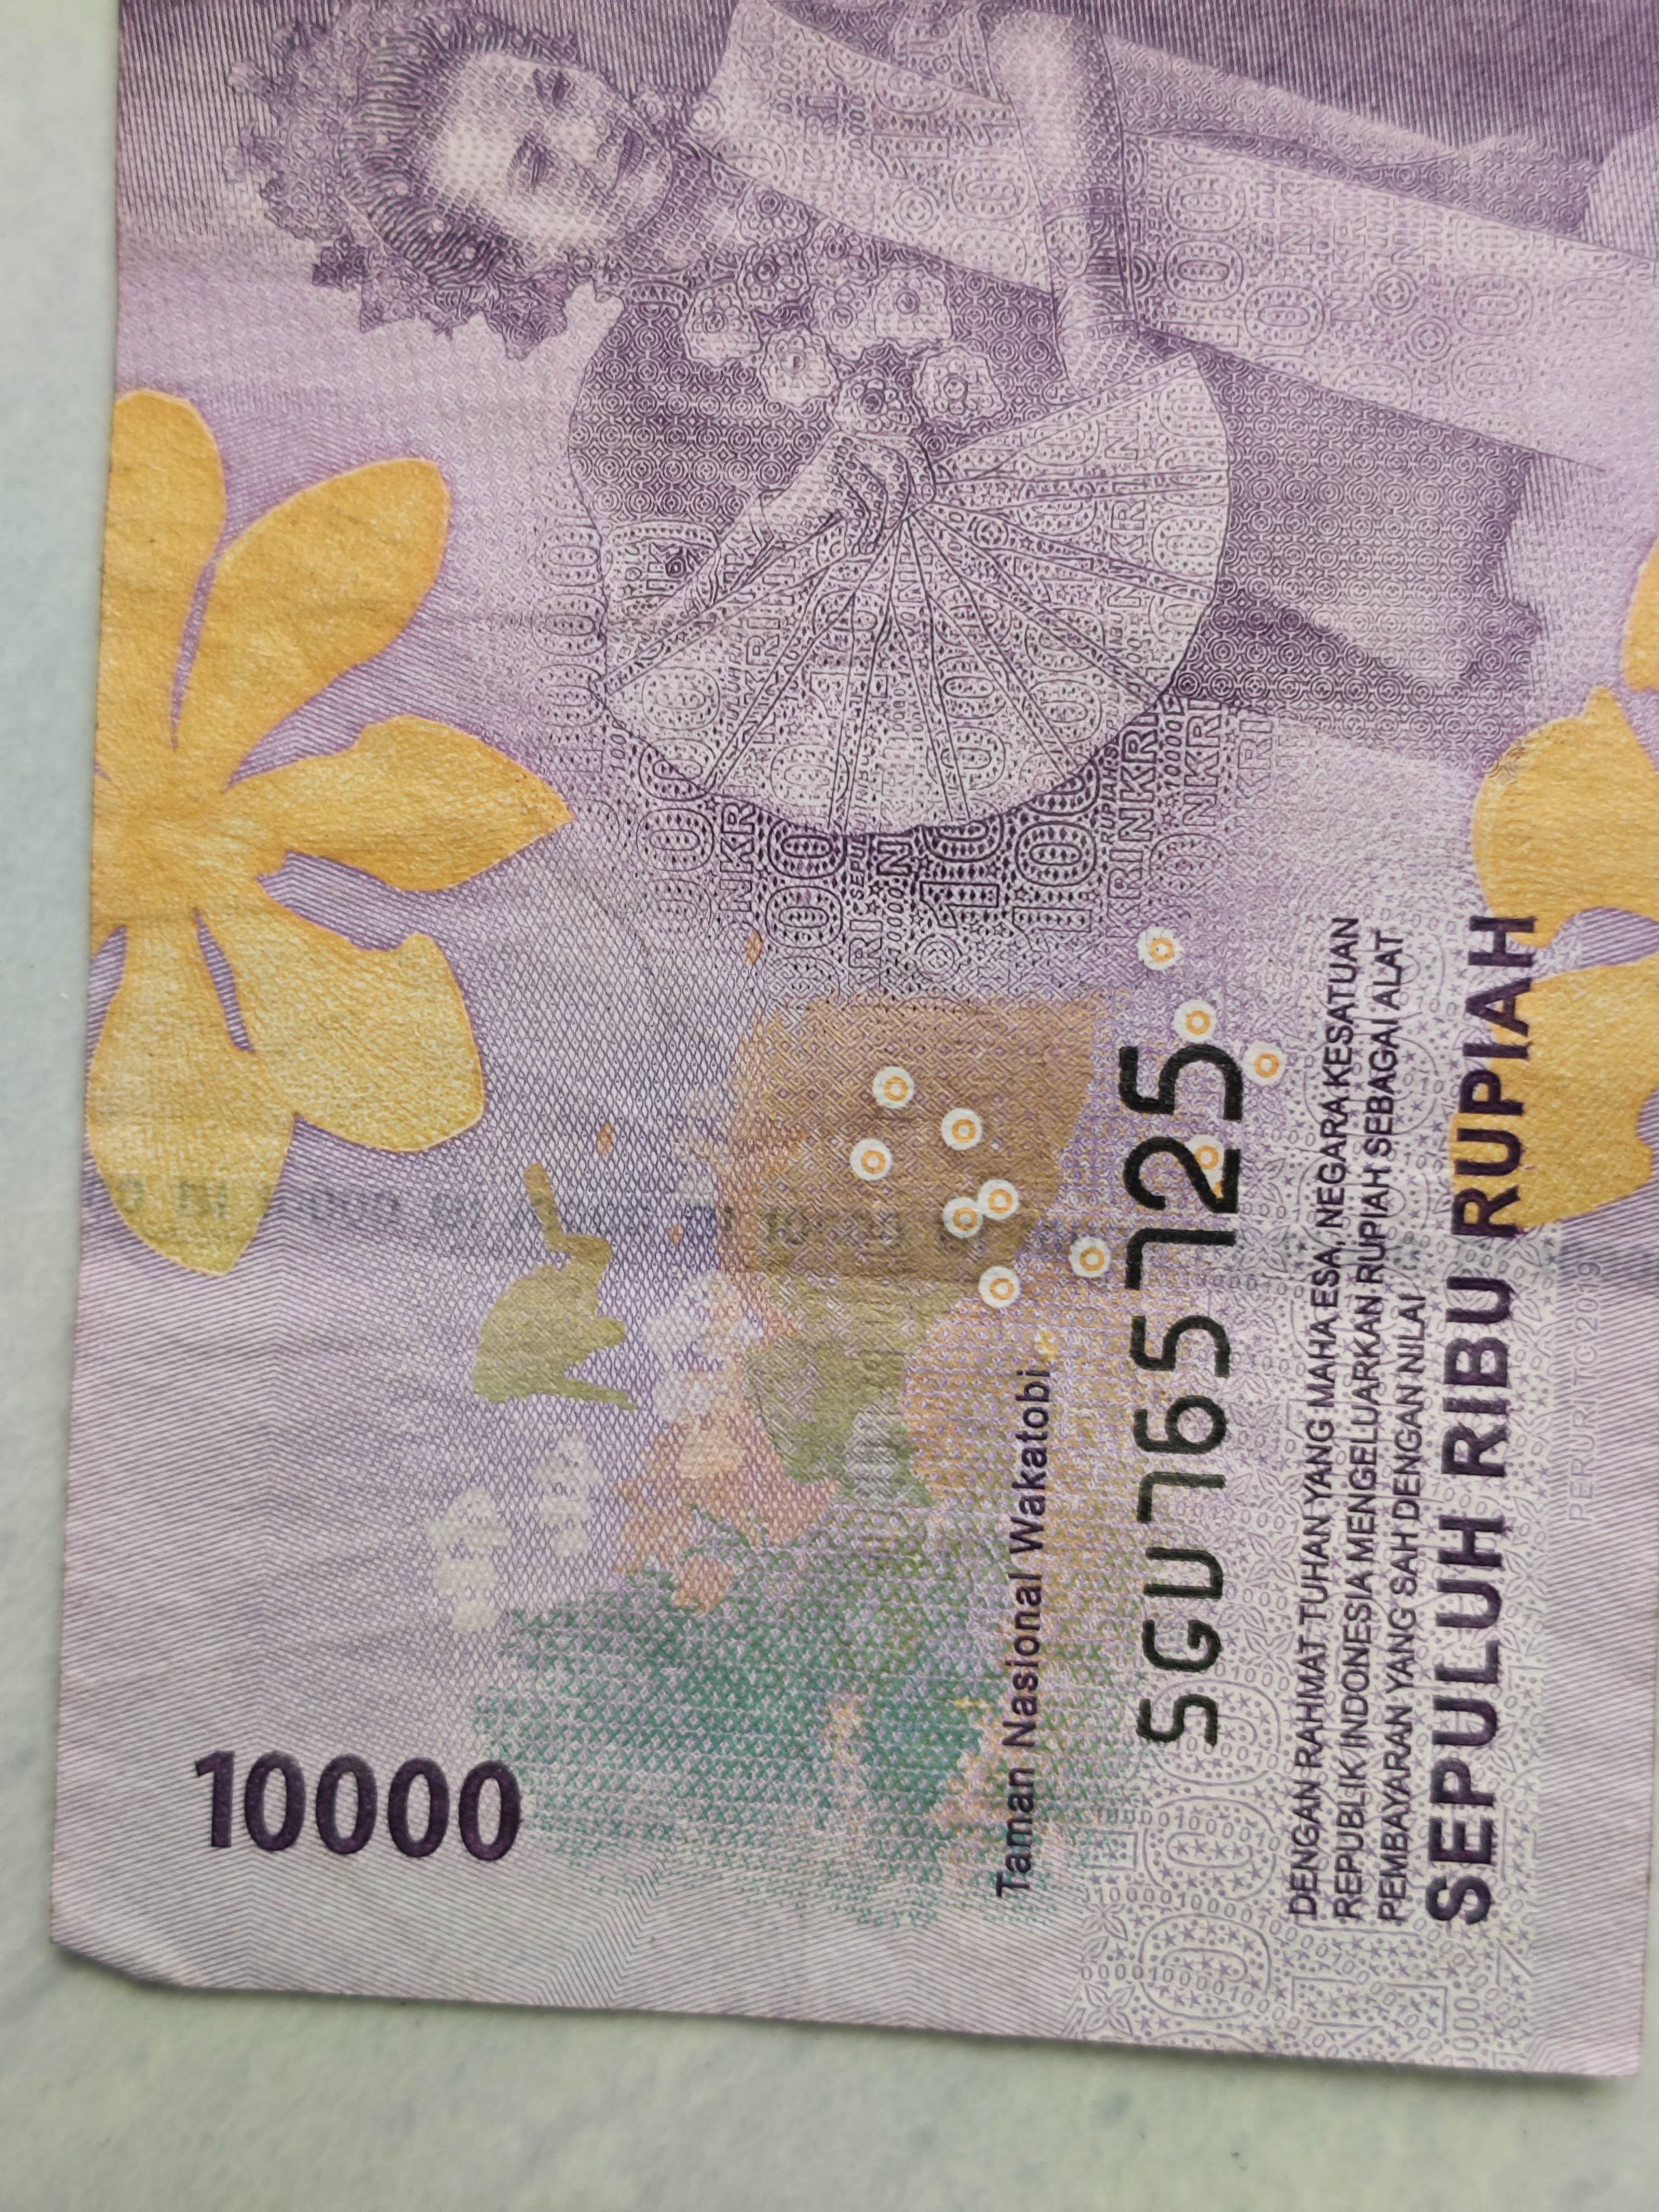 10000
Taman Nasional Wakatobi
SGU765725
DENGAN RAHMAT TUHAN YANG MAHA ESA, NEGARA KESATUAN
REPUBLIK INDONESIA MENGELUARKAN RUPIAH SEBAGAI ALAT
PEMBAYARAN YANG SAH DENGAN NILAI
SEPULUH RIBU RUPIAH
PERURI TC 2019